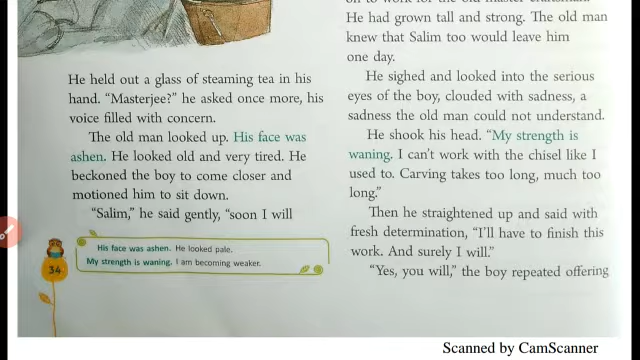 He held out a glass of steaming tea in his
hand. “Masterjee?” he asked once more, his
voice filled with concern.
The old man looked up. His face was
ashen. He looked old and very tired. He
beckoned the boy to come closer and
motioned him to sit down.
“Salim,” he said gently, “soon I will
His face was ashen. He looked pale.
My strength is waning. I am becoming weaker.
34
He had grown tall and strong. The old man
knew that Salim too would leave him
one day.
He sighed and looked into the serious
eyes of the boy, clouded with sadness, a
sadness the old man could not understand.
He shook his head. “My strength is
waning. I can’t work with the chisel like I
used to. Carving takes too long, much too
long.”
Then he straightened up and said with
fresh determination, “I’ll have to finish this
work. And surely I will.”
“Yes, you will,” the boy repeated offering
Scanned by CamScanner